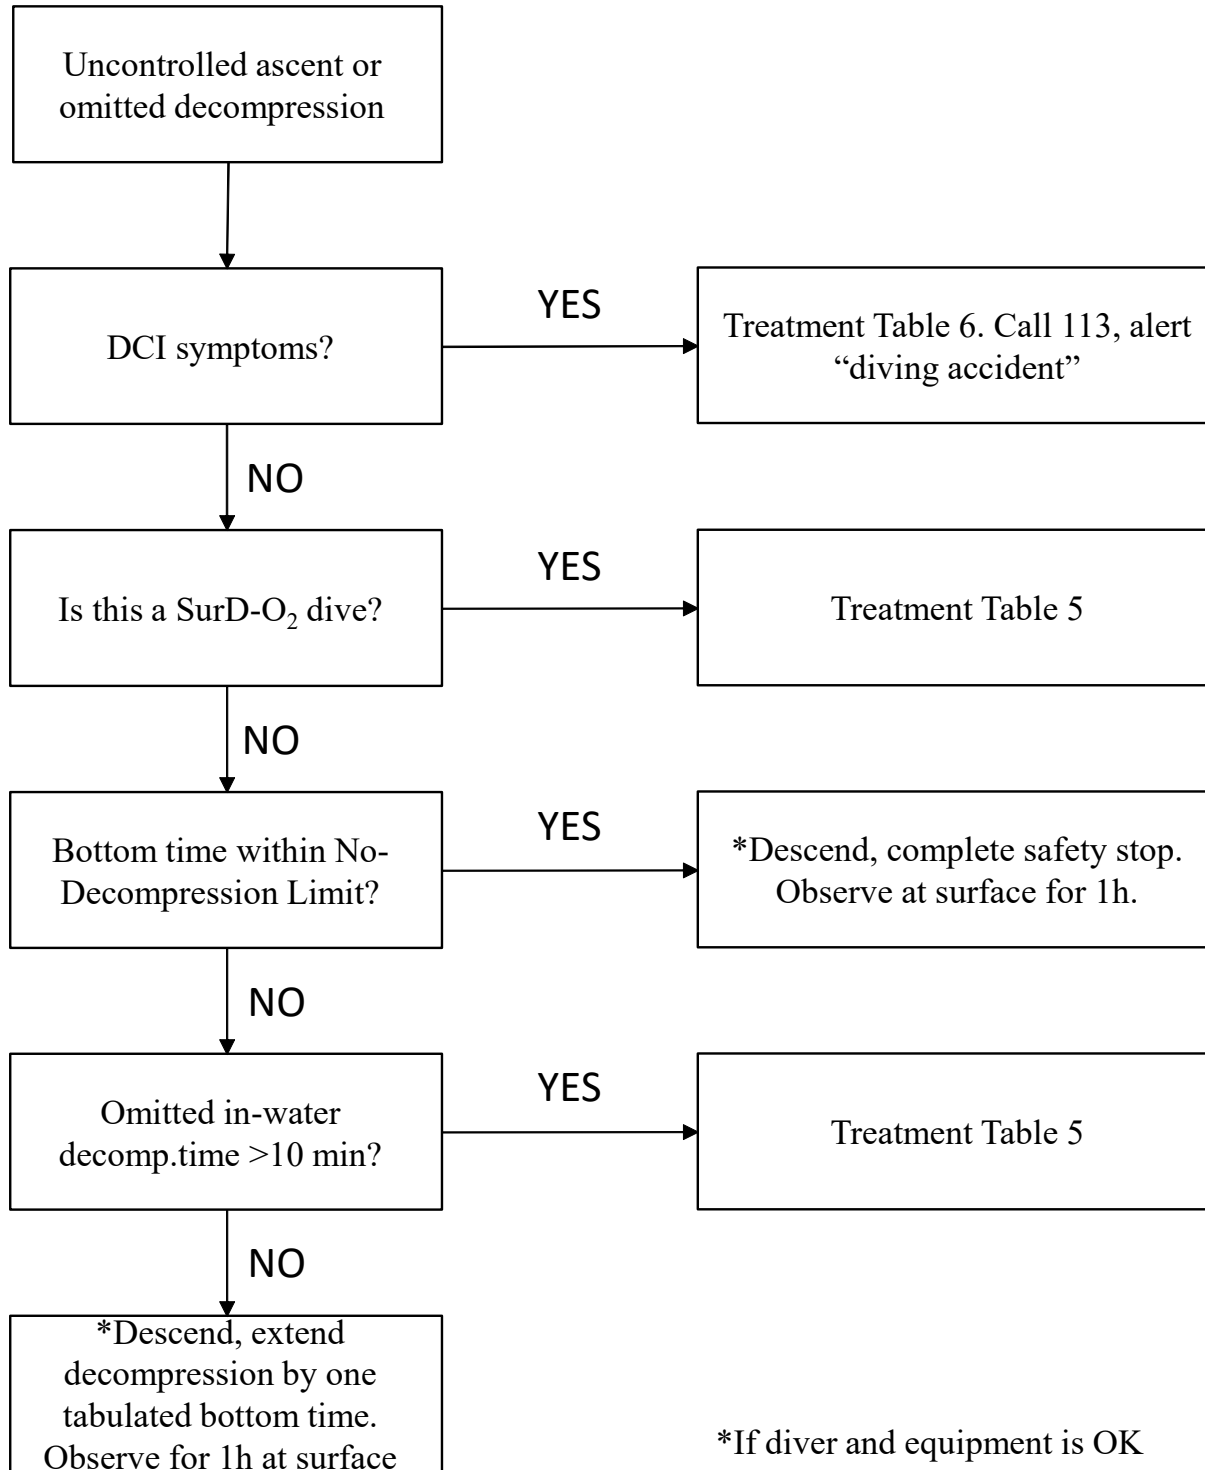 Uncontrolled ascent or
omitted decompression
DCI symptoms?
YES
Treatment Table 6. Call 113, alert
“diving accident”
NO
Is this a SurD-O₂ dive?
YES
Treatment Table 5
NO
Bottom time within No-
Decompression Limit?
YES
*Descend, complete safety stop.
Observe at surface for 1h.
NO
Omitted in-water
decomp.time >10 min?
YES
Treatment Table 5
NO
*Descend, extend
decompression by one
tabulated bottom time.
Observe for 1h at surface
*If diver and equipment is OK